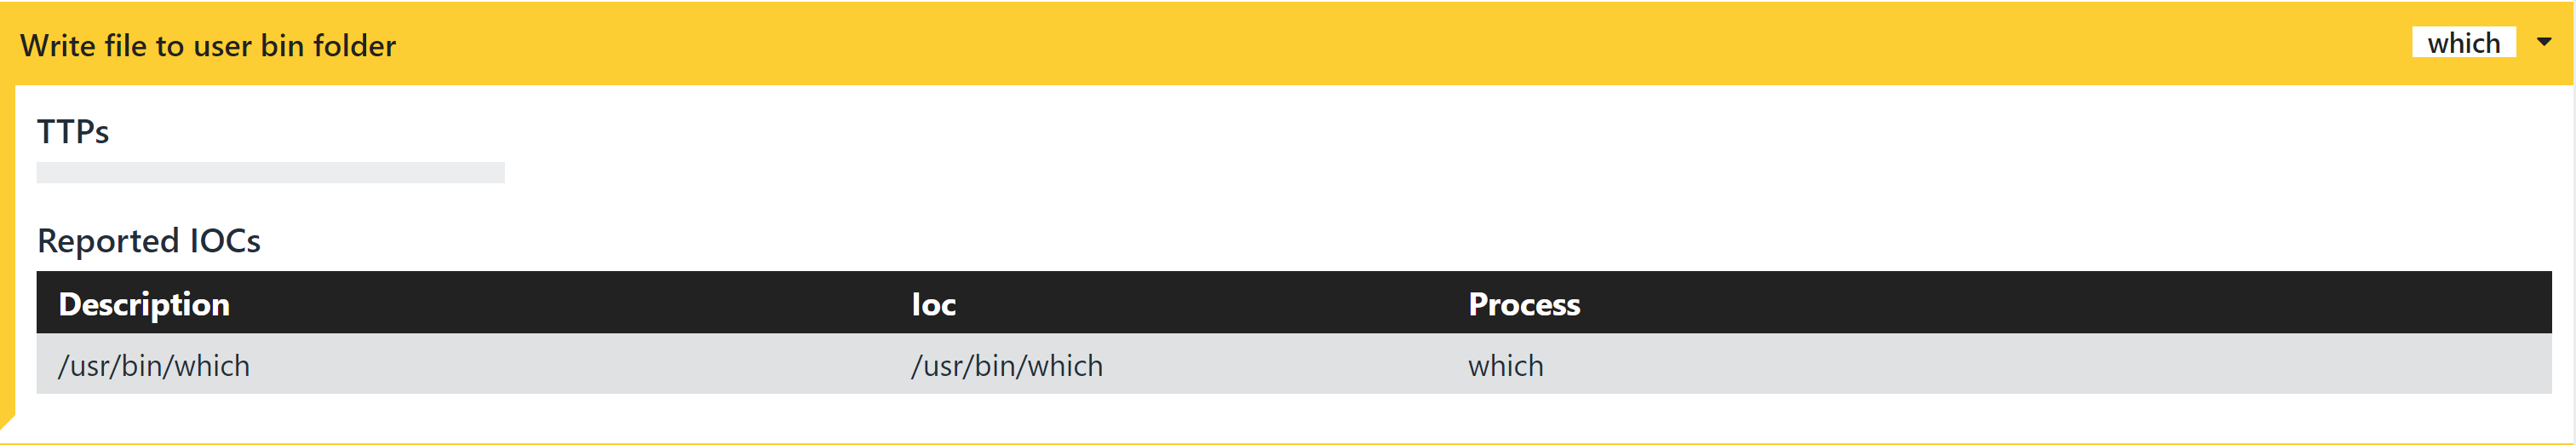 Write file to user bin folder which
TTPs
Reported IOCs
Description Ioc Process
/usr/bin/which /usr/bin/which which